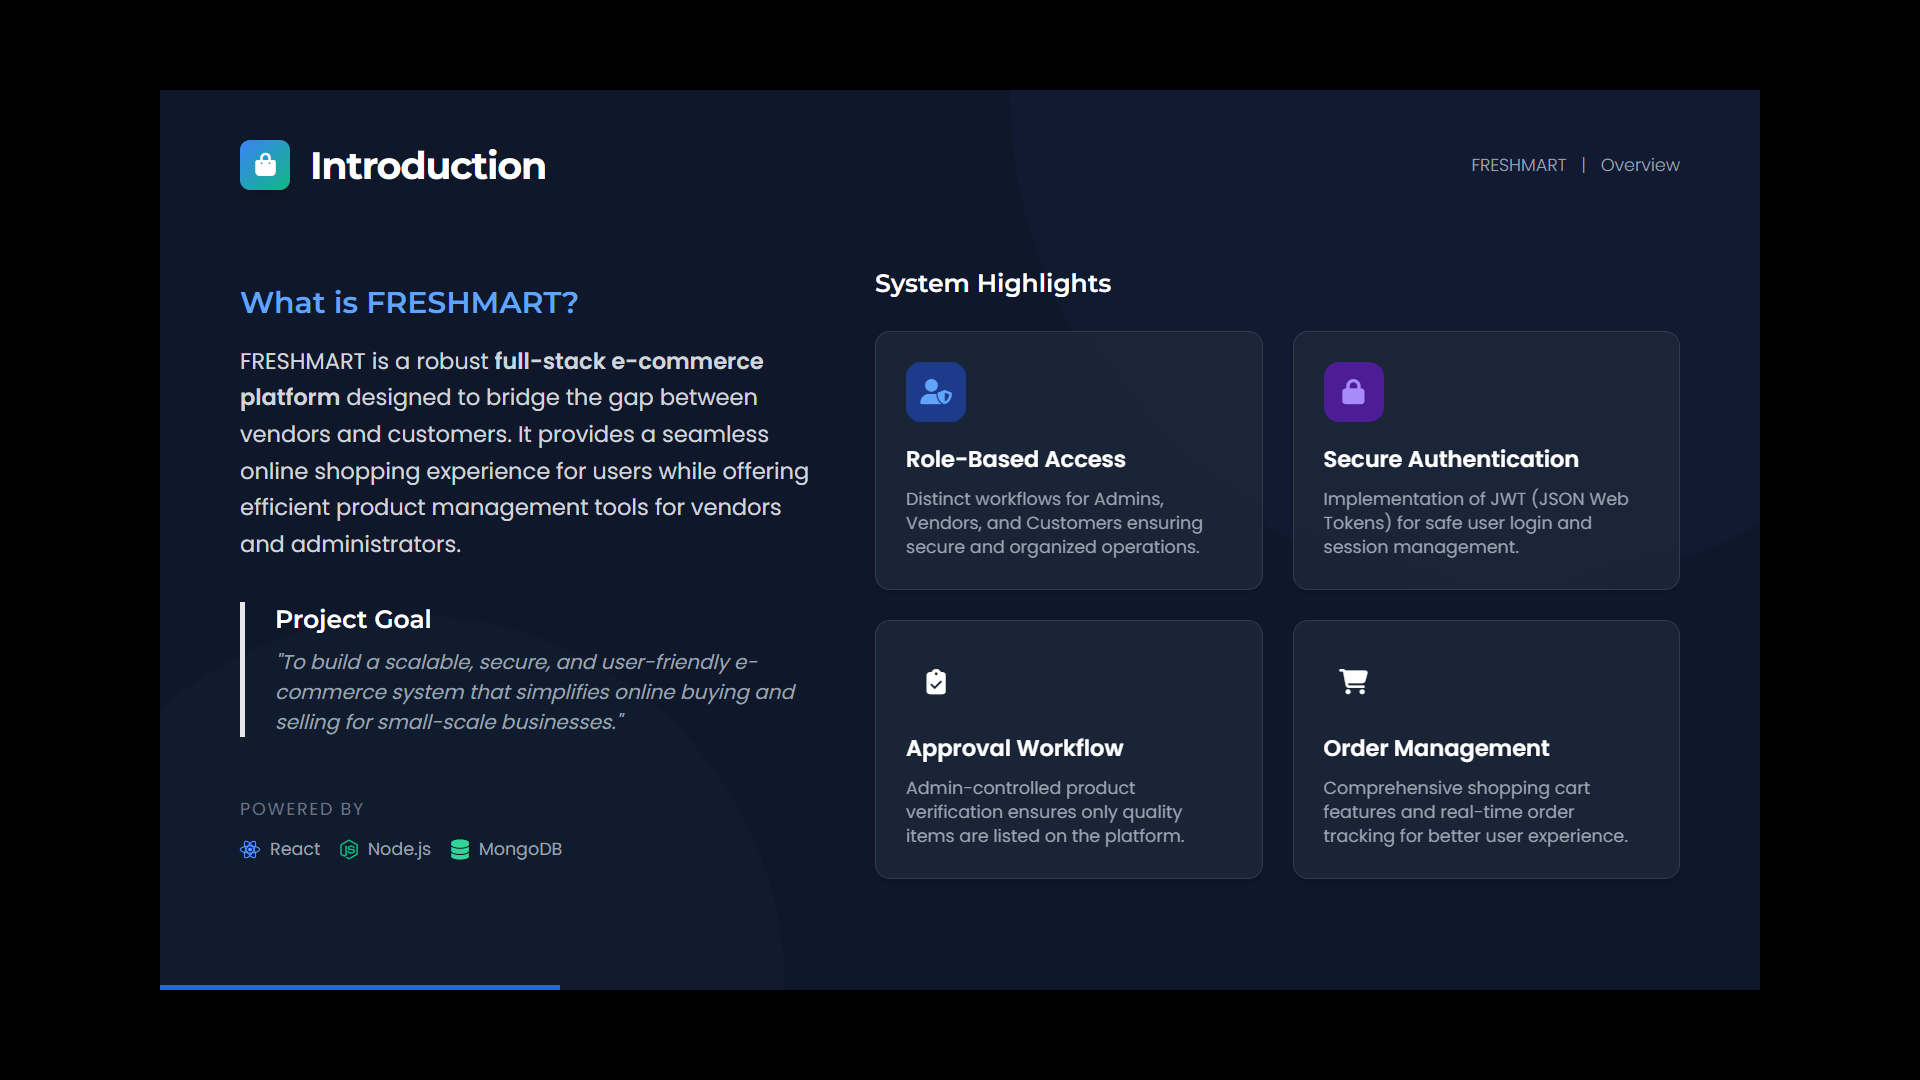 Introduction
FRESHMART | Overview
What is FRESHMART?
FRESHMART is a robust full-stack e-commerce
platform designed to bridge the gap between
vendors and customers. It provides a seamless
online shopping experience for users while offering
efficient product management tools for vendors
and administrators.
Project Goal
"To build a scalable, secure, and user-friendly e-
commerce system that simplifies online buying and
selling for small-scale businesses."
POWERED BY
React
Node.js
MongoDB
System Highlights
Role-Based Access
Distinct workflows for Admins,
Vendors, and Customers ensuring
secure and organized operations.
Secure Authentication
Implementation of JWT (JSON Web
Tokens) for safe user login and
session management.
Approval Workflow
Admin-controlled product
verification ensures only quality
items are listed on the platform.
Order Management
Comprehensive shopping cart
features and real-time order
tracking for better user experience.